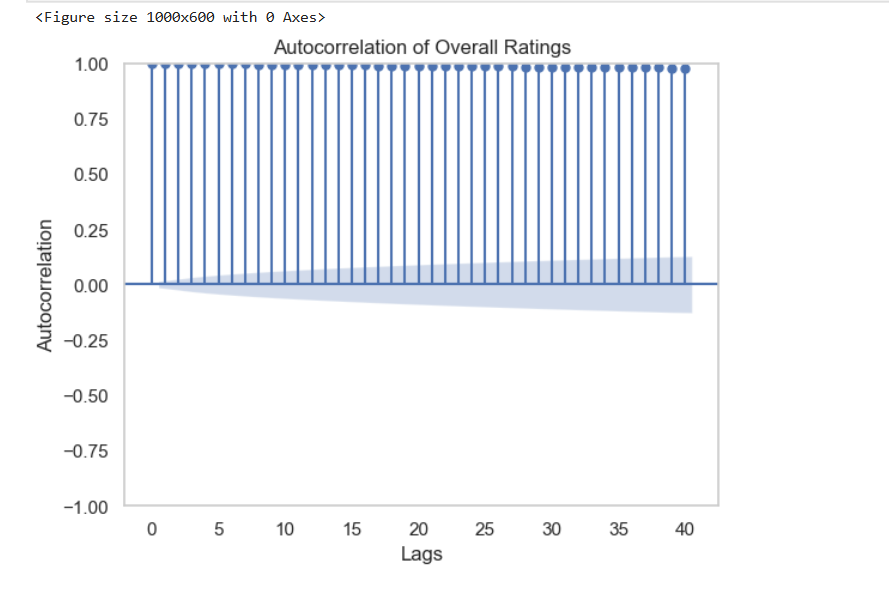 <Figure size 1000x600 with 0 Axes>
Autocorrelation of Overall Ratings
1.00
0.75
0.50
0.25
0.00
−0.25
−0.50
−0.75
−1.00
Autocorrelation
0 5 10 15 20 25 30 35 40
Lags